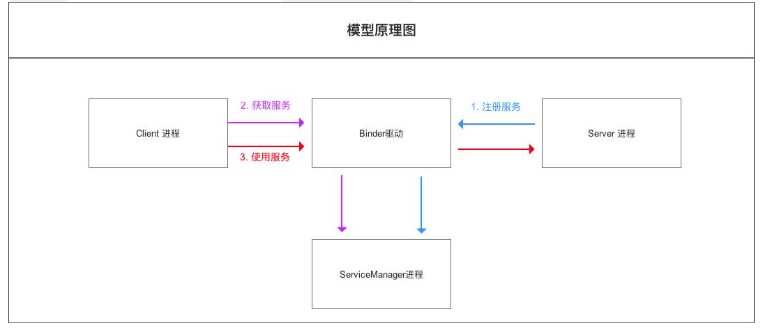 模型原理图
2. 获取服务
1. 注册服务
Client 进程
Binder驱动
Server 进程
3. 使用服务
ServiceManager进程